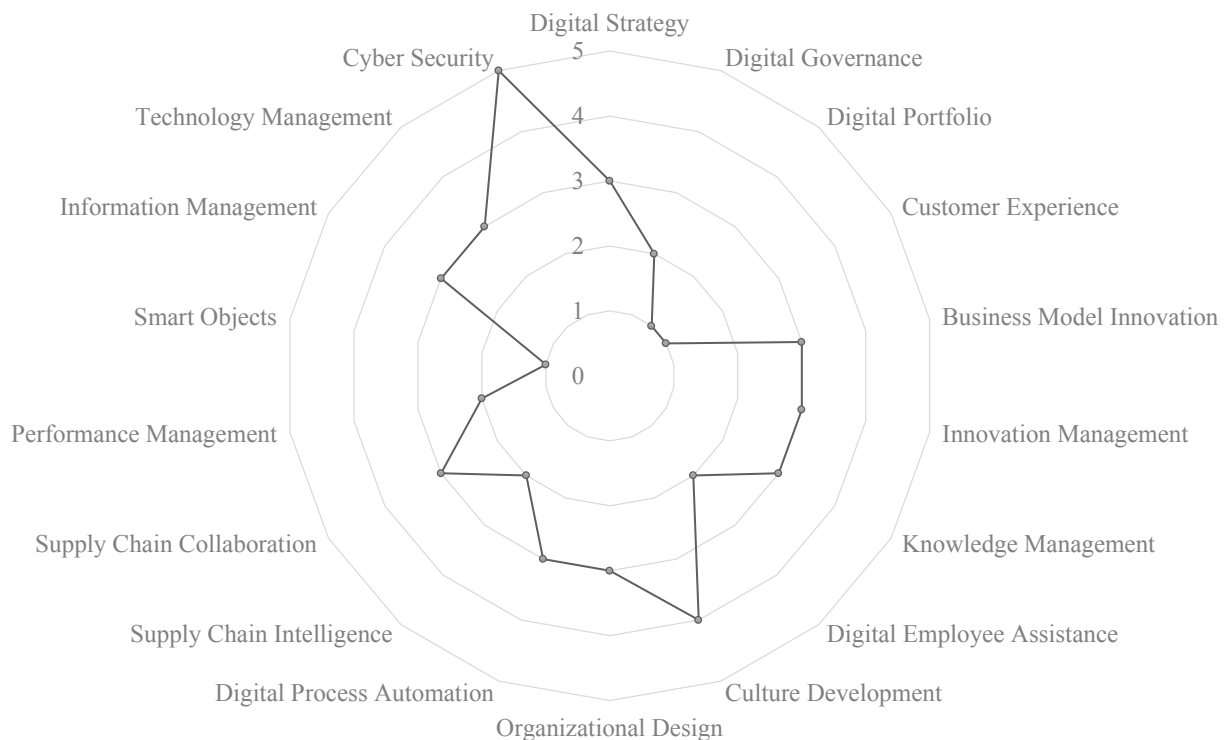 Digital Strategy
Digital Governance
Digital Portfolio
Customer Experience
Business Model Innovation
Innovation Management
Knowledge Management
Digital Employee Assistance
Culture Development
Organizational Design
Digital Process Automation
Supply Chain Intelligence
Supply Chain Collaboration
Performance Management
Smart Objects
Information Management
Technology Management
Cyber Security
5
4
3
2
1
0